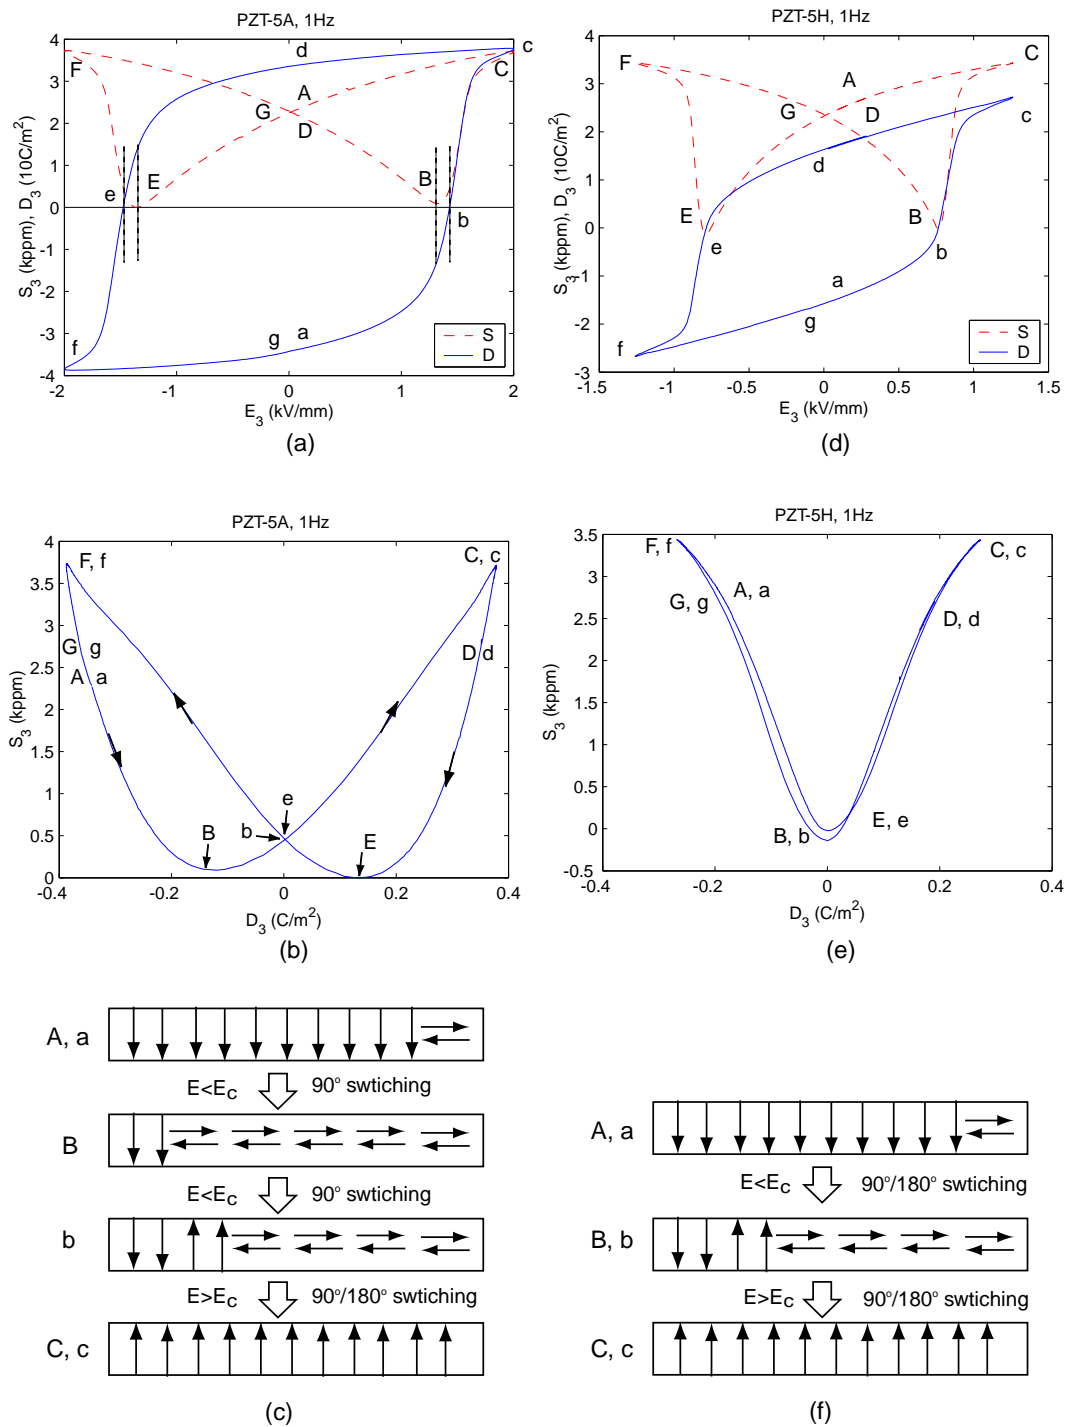 PZT-5A, 1Hz
S3 (kppm), D3 (10C/m2)
4
3
2
1
0
-1
-2
-3
-4
-2
-1
0
1
2
E3 (kV/mm)
F
d
c
C
A
G
D
E
e
B
b
f
g
a
S
D
(a)
PZT-5H, 1Hz
S3 (kppm), D3 (10C/m2)
4
3
2
1
0
-1
-2
-3
-1.5
-1
-0.5
0
0.5
1
1.5
E3 (kV/mm)
F
C
A
G
D
c
d
E
e
B
b
a
g
f
S
D
(d)
PZT-5A, 1Hz
S3 (kppm)
4
3.5
3
2.5
2
1.5
1
0.5
0
-0.4
-0.2
0
0.2
0.4
D3 (C/m2)
F, f
C, c
G g
A a
D d
e
b
B
E
(b)
PZT-5H, 1Hz
S3 (kppm)
3.5
3
2.5
2
1.5
1
0.5
0
-0.5
-0.4
-0.2
0
0.2
0.4
D3 (C/m2)
F, f
C, c
A, a
G, g
D, d
E, e
B, b
(e)
A, a
E<EC 90° swtiching
B
E<EC 90° swtiching
b
E>EC 90°/180° swtiching
C, c
(c)
A, a
E<EC 90°/180° swtiching
B, b
E>EC 90°/180° swtiching
C, c
(f)